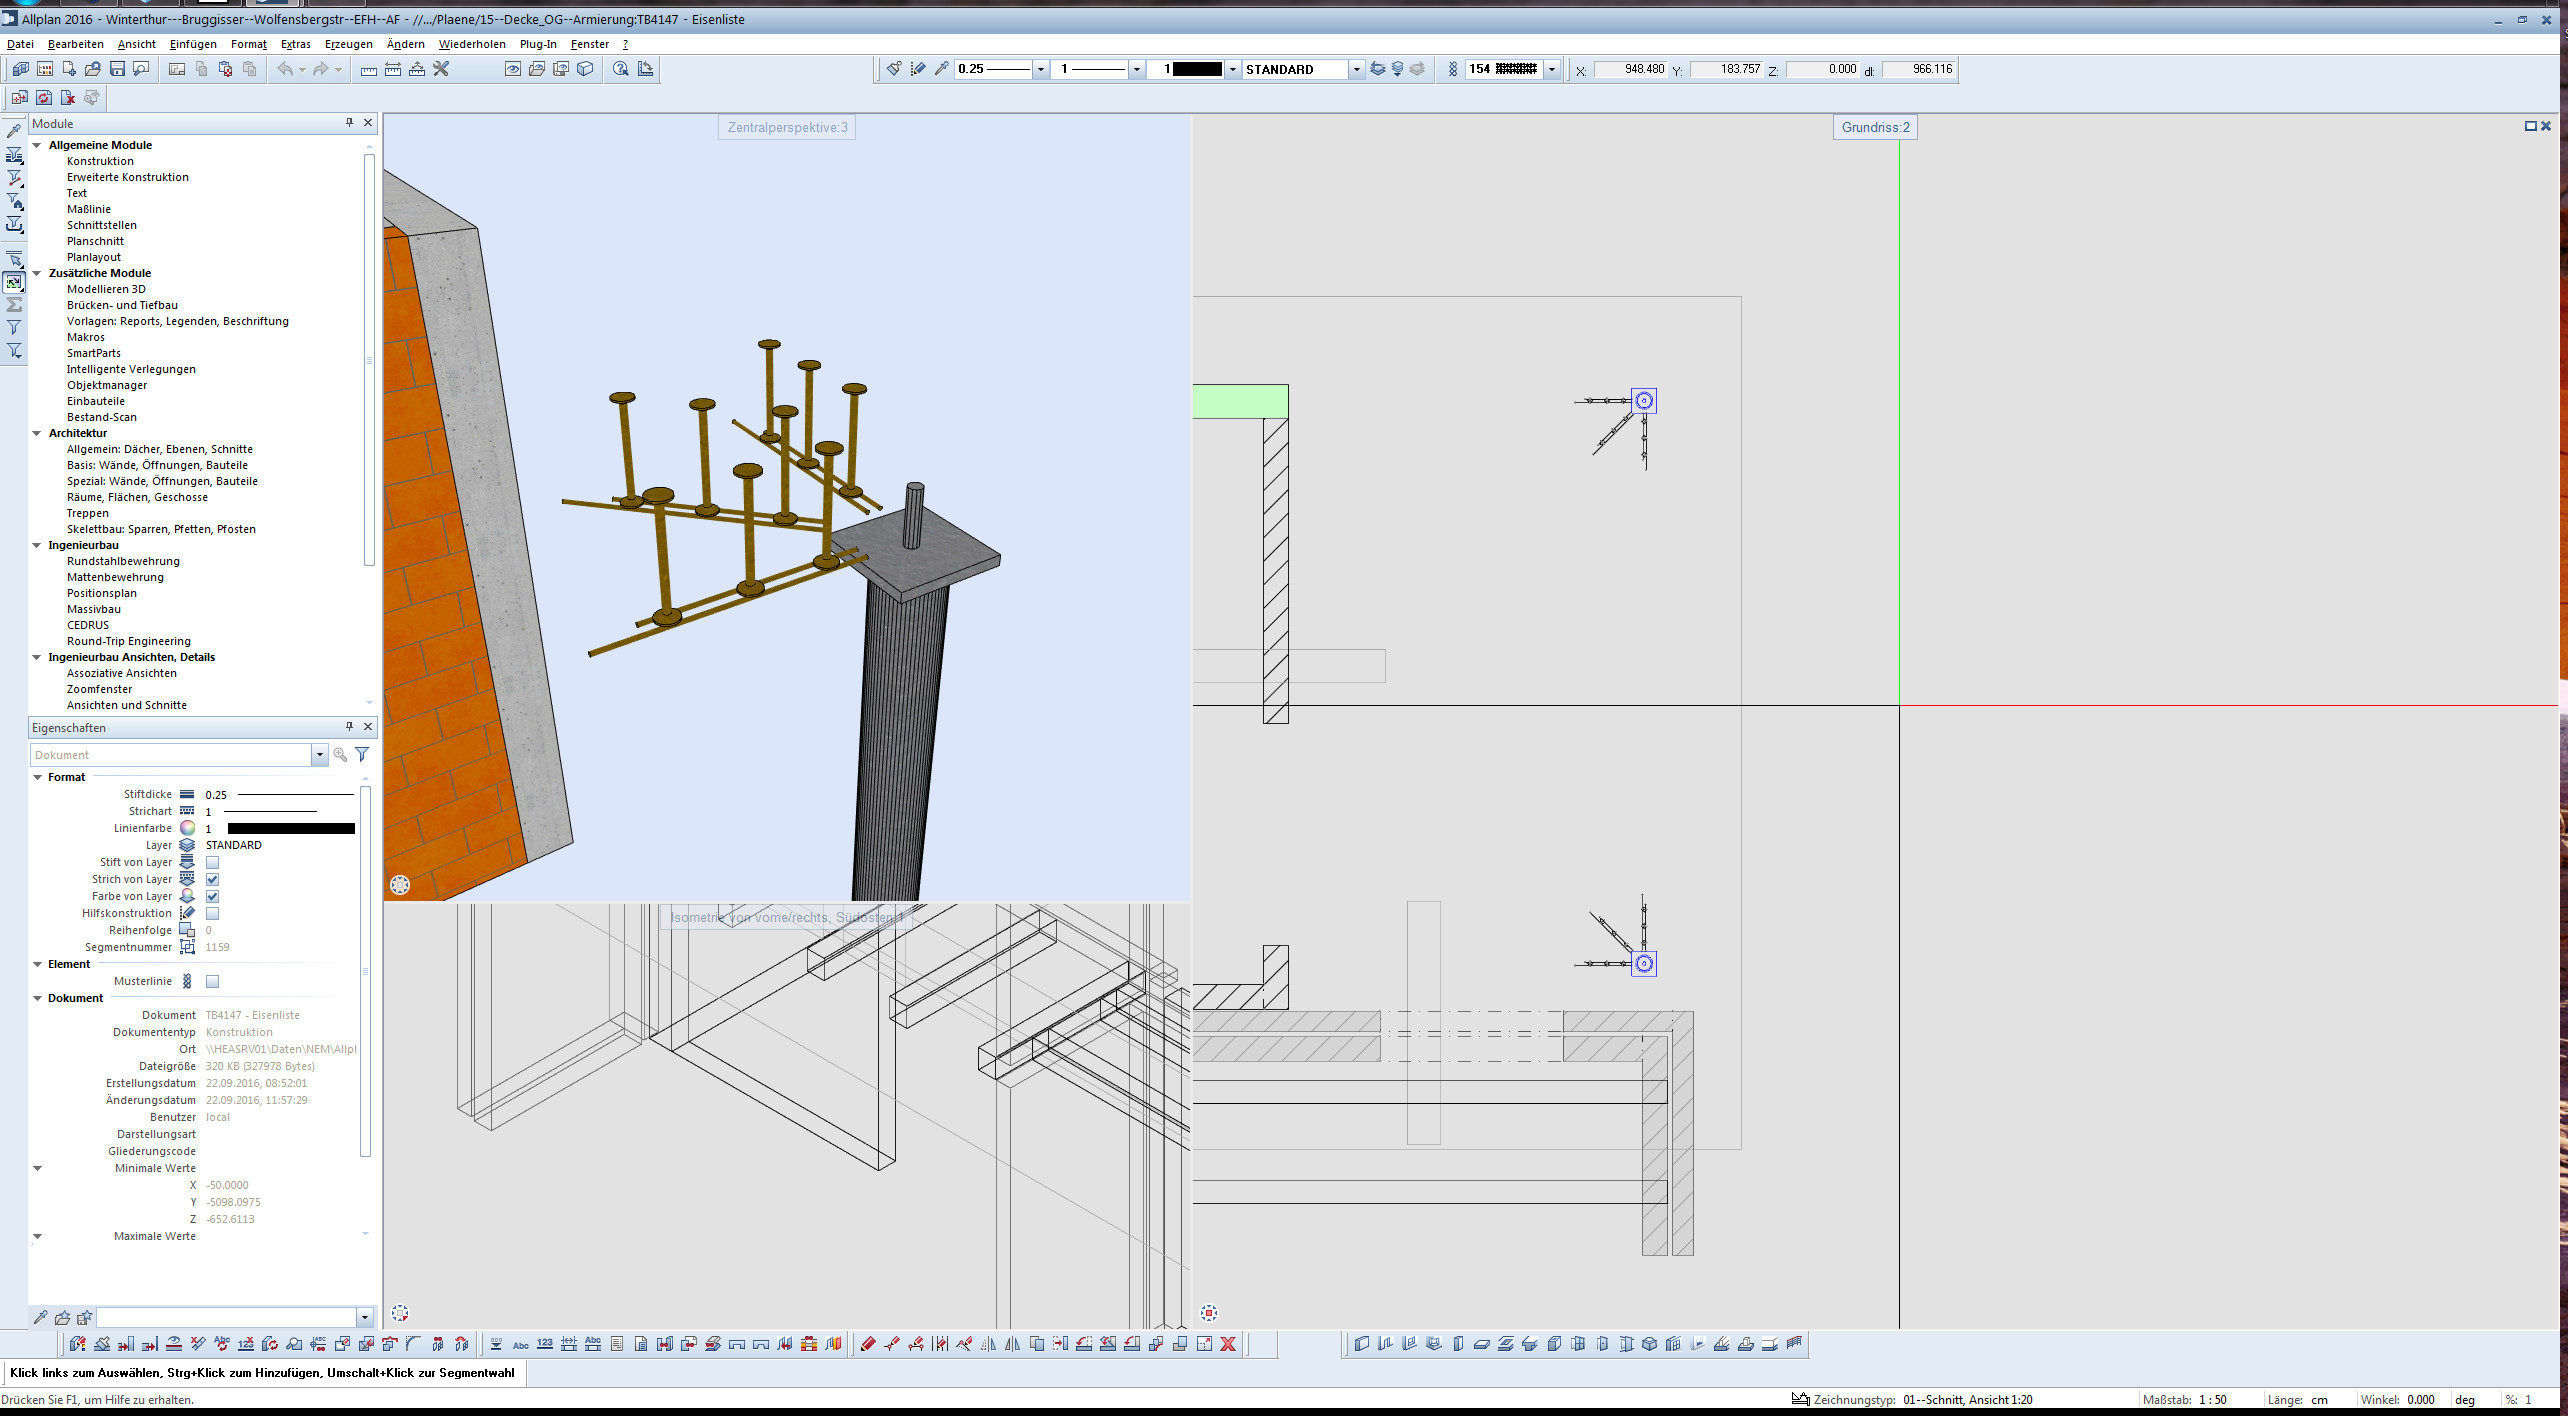 Allplan 2016 - Winterthur---Bruggisser--Wolfensbergstr--EFH--AF - //.../Plaene/15--Decke_OG--Armierung:TB4147 - Eisenliste
Datei Bearbeiten Ansicht Einfügen Format Extras Erzeugen Ändern Wiederholen Plug-In Fenster ?
0.25 1 1 STANDARD 154 X: 948.480 Y: 183.757 Z: 0.000 dl: 966.116
Module
Allgemeine Module
Konstruktion
Erweiterte Konstruktion
Text
Maßlinie
Schnittstellen
Planschnitt
Planlayout
Zusätzliche Module
Modellieren 3D
Brücken- und Tiefbau
Vorlagen: Reports, Legenden, Beschriftung
Makros
SmartParts
Intelligente Verlegungen
Objektmanager
Einbauteile
Bestand-Scan
Architektur
Allgemein: Dächer, Ebenen, Schnitte
Basis: Wände, Öffnungen, Bauteile
Spezial: Wände, Öffnungen, Bauteile
Räume, Flächen, Geschosse
Treppen
Skelettbau: Sparren, Pfetten, Pfosten
Ingenieurbau
Rundstahlbewehrung
Mattenbewehrung
Positionsplan
Massivbau
CEDRUS
Round-Trip Engineering
Ingenieurbau Ansichten, Details
Assoziative Ansichten
Zoomfenster
Ansichten und Schnitte
Eigenschaften
Dokument
Format
Stiftdicke 0.25
Strichart 1
Linienfarbe 1
Layer STANDARD
Stift von Layer
Strich von Layer
Farbe von Layer
Hilfskonstruktion
Reihenfolge 0
Segmentnummer 1159
Element
Musterlinie
Dokument
Dokument TB4147 - Eisenliste
Dokumententyp Konstruktion
Ort \\HEASRV01\Daten\NEM\Allpl
Dateigröße 320 KB (327978 Bytes)
Erstellungsdatum 22.09.2016, 08:52:01
Änderungsdatum 22.09.2016, 11:57:29
Benutzer local
Darstellungsart
Gliederungscode
Minimale Werte
X -50.0000
Y -5098.0975
Z -652.6113
Maximale Werte
Zentralperspektive:3
Grundriss:2
Isometrie von vorne/rechts, Südosten:1
Abc 123 Abc 123 Abc
Klick links zum Auswählen, Strg+Klick zum Hinzufügen, Umschalt+Klick zur Segmentwahl
Drücken Sie F1, um Hilfe zu erhalten.
Zeichnungstyp: 01--Schnitt, Ansicht 1:20 Maßstab: 1 : 50 Länge: cm Winkel: 0.000 deg %: 1